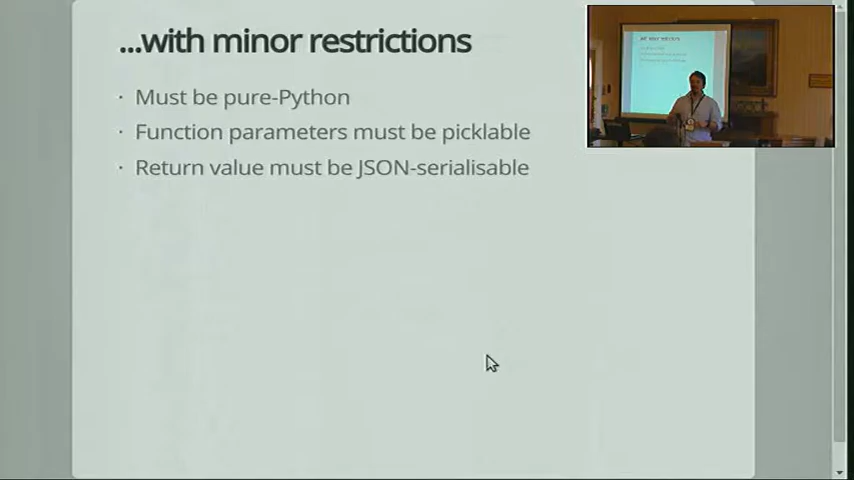 ...with minor restrictions
· Must be pure-Python
· Function parameters must be picklable
· Return value must be JSON-serialisable